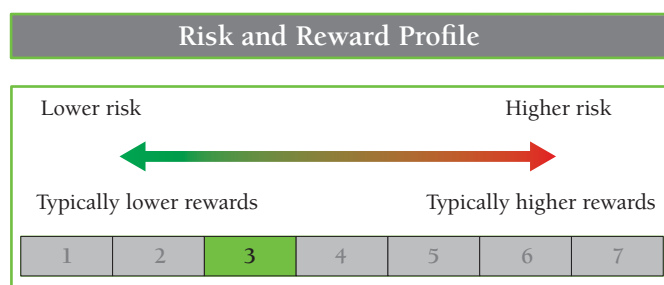 Risk and Reward Profile
Lower risk Higher risk
Typically lower rewards Typically higher rewards
1 2 3 4 5 6 7